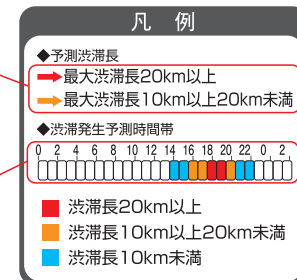 凡 例
◆予測渋滞長
最大渋滞長20km以上
最大渋滞長10km以上20km未満
◆渋滞発生予測時間帯
0 2 4 6 8 10 12 14 16 18 20 22 0 2
渋滞長20km以上
渋滞長10km以上20km未満
渋滞長10km未満